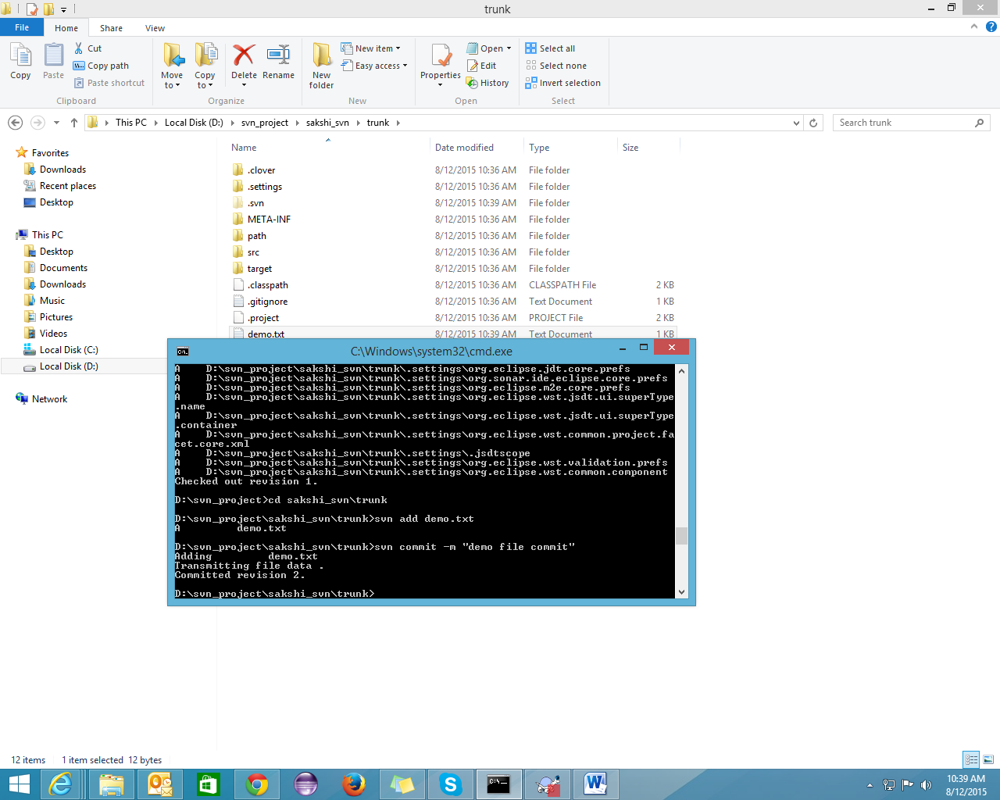 trunk
File Home Share View
Copy
Paste
Cut
Copy path
Paste shortcut
Clipboard
Move to
Copy to
Delete
Rename
Organize
New folder
New item
Easy access
New
Properties
Open
Edit
History
Open
Select all
Select none
Invert selection
Select
This PC Local Disk (D:) svn_project sakshi_svn trunk
Search trunk
Favorites
Downloads
Recent places
Desktop
This PC
Desktop
Documents
Downloads
Music
Pictures
Videos
Local Disk (C:)
Local Disk (D:)
Network
Name Date modified Type Size
.clover 8/12/2015 10:36 AM File folder
.settings 8/12/2015 10:36 AM File folder
.svn 8/12/2015 10:39 AM File folder
META-INF 8/12/2015 10:36 AM File folder
path 8/12/2015 10:36 AM File folder
src 8/12/2015 10:36 AM File folder
target 8/12/2015 10:36 AM File folder
.classpath 8/12/2015 10:36 AM CLASSPATH File 2 KB
.gitignore 8/12/2015 10:36 AM Text Document 1 KB
.project 8/12/2015 10:36 AM PROJECT File 2 KB
demo.txt 8/12/2015 10:39 AM Text Document 1 KB
C:\Windows\system32\cmd.exe
A    D:\svn_project\sakshi_svn\trunk\.settings\org.eclipse.jdt.core.prefs
A    D:\svn_project\sakshi_svn\trunk\.settings\org.sonar.ide.eclipse.core.prefs
A    D:\svn_project\sakshi_svn\trunk\.settings\org.eclipse.m2e.core.prefs
A    D:\svn_project\sakshi_svn\trunk\.settings\org.eclipse.wst.jsdt.ui.superType
.name
A    D:\svn_project\sakshi_svn\trunk\.settings\org.eclipse.wst.jsdt.ui.superType
.container
A    D:\svn_project\sakshi_svn\trunk\.settings\org.eclipse.wst.common.project.fa
cet.core.xml
A    D:\svn_project\sakshi_svn\trunk\.settings\.jsdtscope
A    D:\svn_project\sakshi_svn\trunk\.settings\org.eclipse.wst.validation.prefs
A    D:\svn_project\sakshi_svn\trunk\.settings\org.eclipse.wst.common.component
Checked out revision 1.
D:\svn_project>cd sakshi_svn\trunk
D:\svn_project\sakshi_svn\trunk>svn add demo.txt
A         demo.txt
D:\svn_project\sakshi_svn\trunk>svn commit -m "demo file commit"
Adding         demo.txt
Transmitting file data .
Committed revision 2.
D:\svn_project\sakshi_svn\trunk>
12 items 1 item selected 12 bytes
10:39 AM
8/12/2015